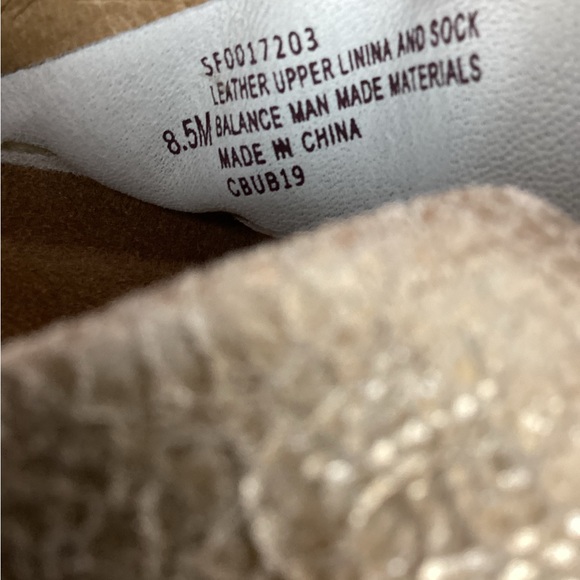 SF0017203
LEATHER UPPER LININA AND SOCK
8.5M BALANCE MAN MADE MATERIALS
MADE IN CHINA
CBUB19